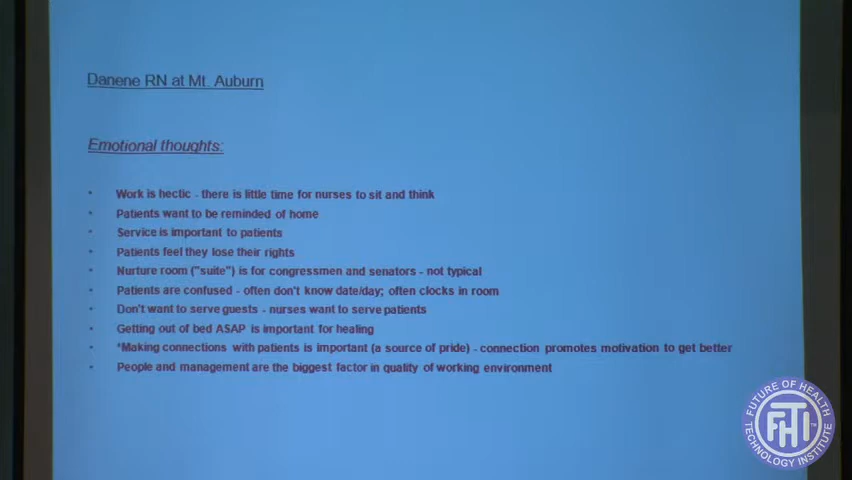 Danene RN at Mt. Auburn
Emotional thoughts:
• Work is hectic - there is little time for nurses to sit and think
• Patients want to be reminded of home
• Service is important to patients
• Patients feel they lose their rights
• Nurture room ("suite") is for congressmen and senators - not typical
• Patients are confused - often don't know date/day; often clocks in room
• Don't want to serve guests - nurses want to serve patients
• Getting out of bed ASAP is important for healing
• *Making connections with patients is important (a source of pride) - connection promotes motivation to get better
• People and management are the biggest factor in quality of working environment
FUTURE OF HEALTH
FHTI™
TECHNOLOGY INSTITUTE